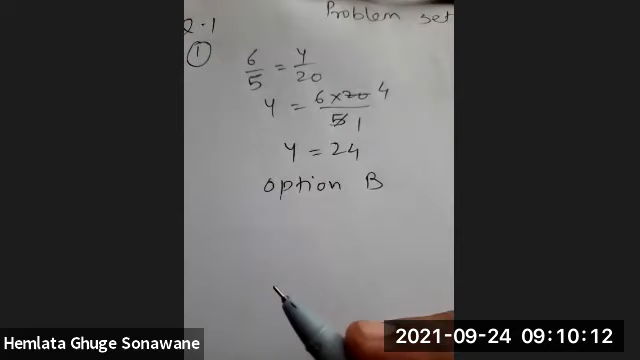 Problem set
Q.1
①
6/5 = y/20
y = 6 x 20 4 / 5 1
y = 24
option B
Hemlata Ghuge Sonawane
2021-09-24 09:10:12